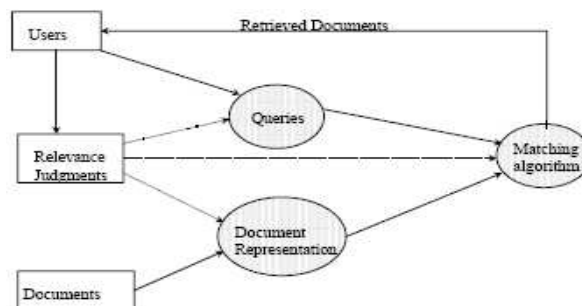 Retrieved Documents
Users
Queries
Relevance
Judgments
Matching
algorithm
Document
Representation
Documents